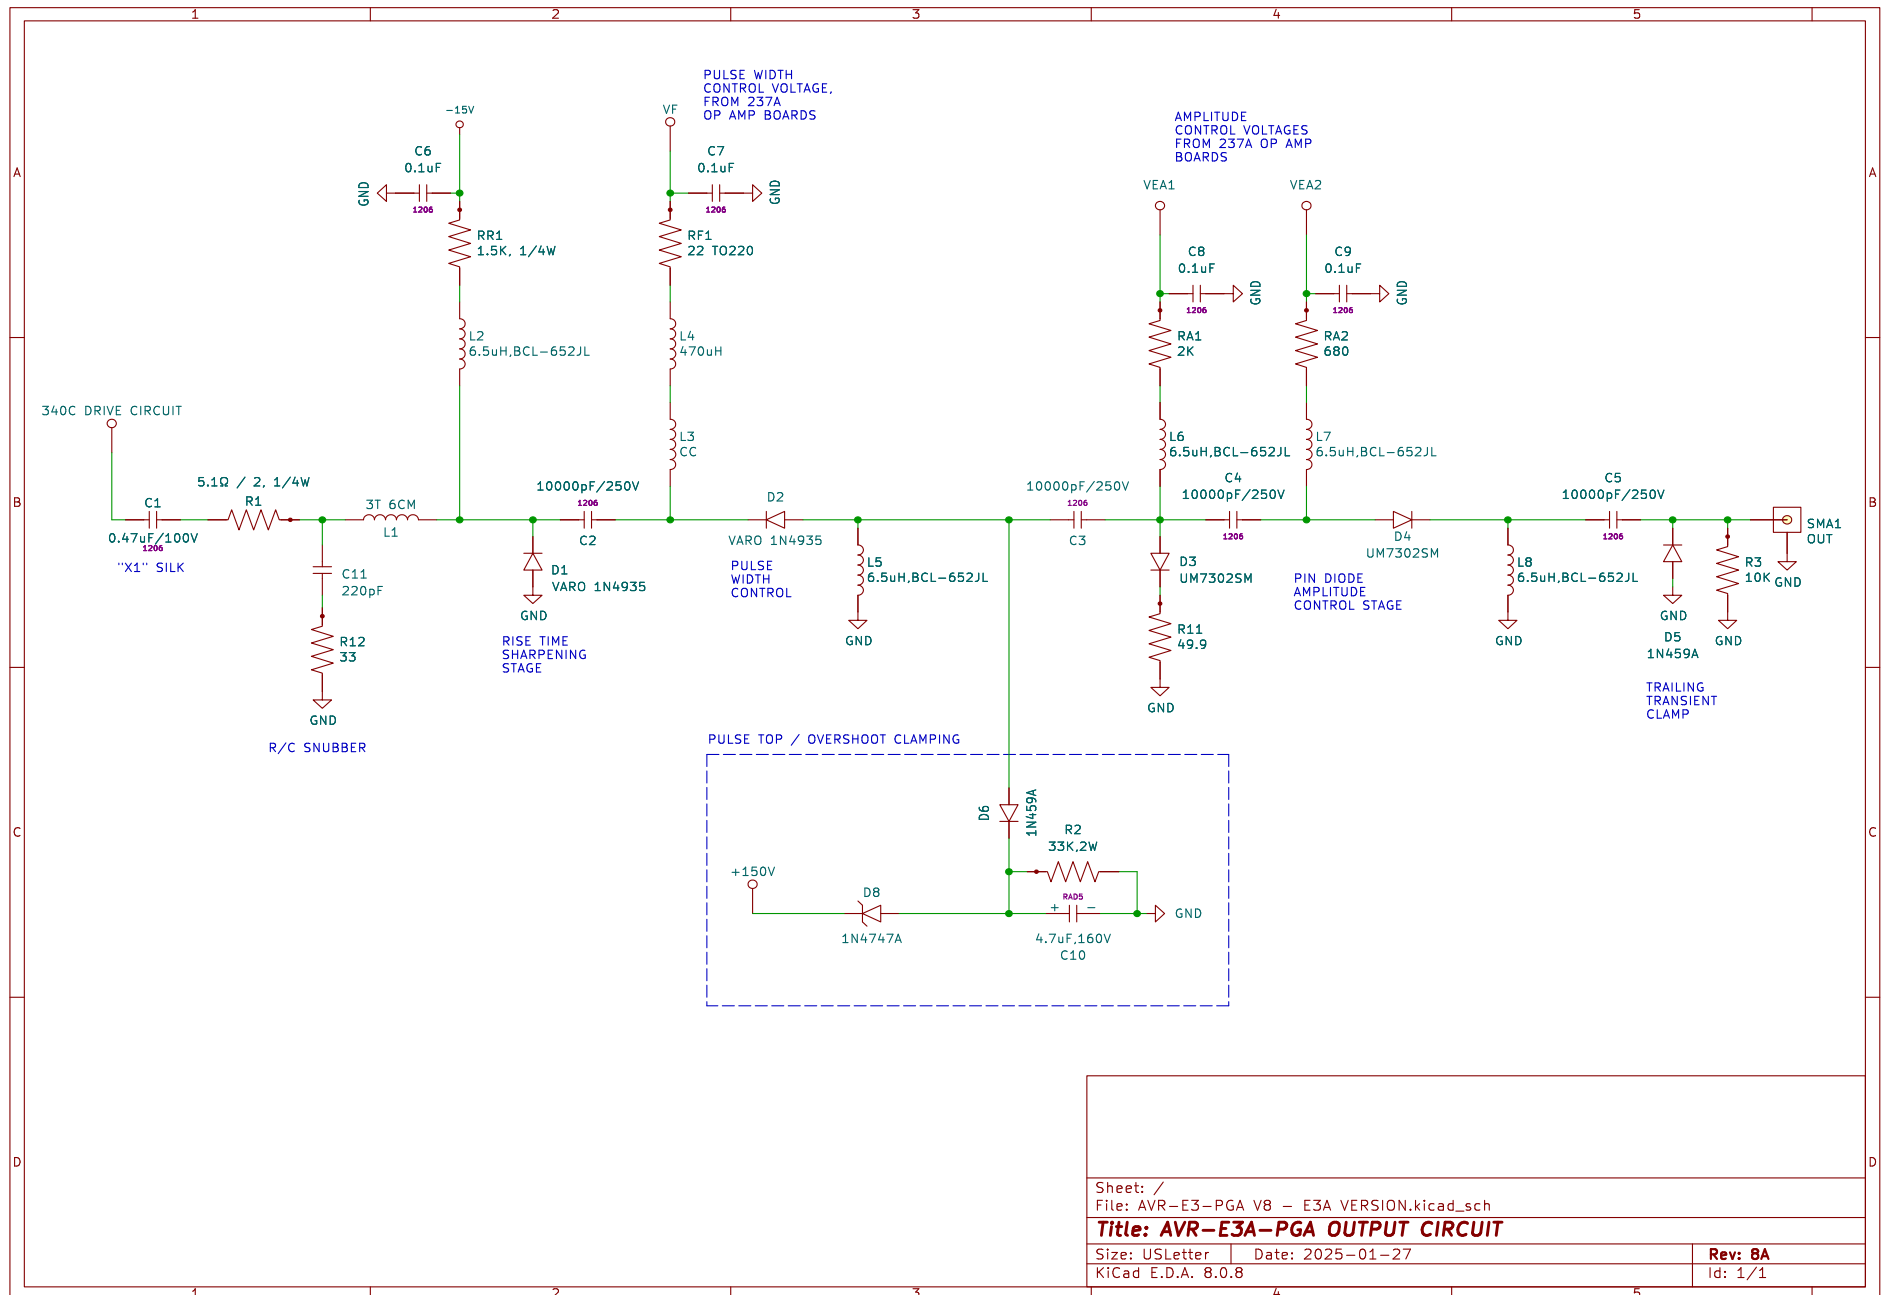 1 2 3 4 5
A
B
C
D
A
B
C
D
1 2 3 4 5
PULSE WIDTH
CONTROL VOLTAGE,
FROM 237A
OP AMP BOARDS
-15V
VF
AMPLITUDE
CONTROL VOLTAGES
FROM 237A OP AMP
BOARDS
C6
0.1uF
1206
GND
C7
0.1uF
1206
GND
VEA1
VEA2
RR1
1.5K, 1/4W
RF1
22 TO220
C8
0.1uF
1206
GND
C9
0.1uF
1206
GND
L2
6.5uH,BCL-652JL
L4
470uH
RA1
2K
RA2
680
340C DRIVE CIRCUIT
L3
CC
L6
6.5uH,BCL-652JL
L7
6.5uH,BCL-652JL
C1
0.47uF/100V
1206
"X1" SILK
5.1Ω / 2, 1/4W
R1
3T 6CM
L1
10000pF/250V
1206
C2
D2
VARO 1N4935
PULSE
WIDTH
CONTROL
10000pF/250V
1206
C3
C4
10000pF/250V
1206
D4
UM7302SM
C5
10000pF/250V
1206
SMA1
OUT
GND
C11
220pF
R12
33
GND
R/C SNUBBER
D1
VARO 1N4935
GND
RISE TIME
SHARPENING
STAGE
L5
6.5uH,BCL-652JL
GND
D3
UM7302SM
R11
49.9
GND
PIN DIODE
AMPLITUDE
CONTROL STAGE
L8
6.5uH,BCL-652JL
GND
GND
D5
1N459A
TRAILING
TRANSIENT
CLAMP
R3
10K
GND
PULSE TOP / OVERSHOOT CLAMPING
D6
1N459A
R2
33K,2W
+150V
D8
1N4747A
RAD5
+ -
4.7uF,160V
C10
GND
Sheet: /
File: AVR-E3-PGA V8 - E3A VERSION.kicad_sch
Title: AVR-E3A-PGA OUTPUT CIRCUIT
Size: USLetter Date: 2025-01-27 Rev: 8A
KiCad E.D.A. 8.0.8 Id: 1/1